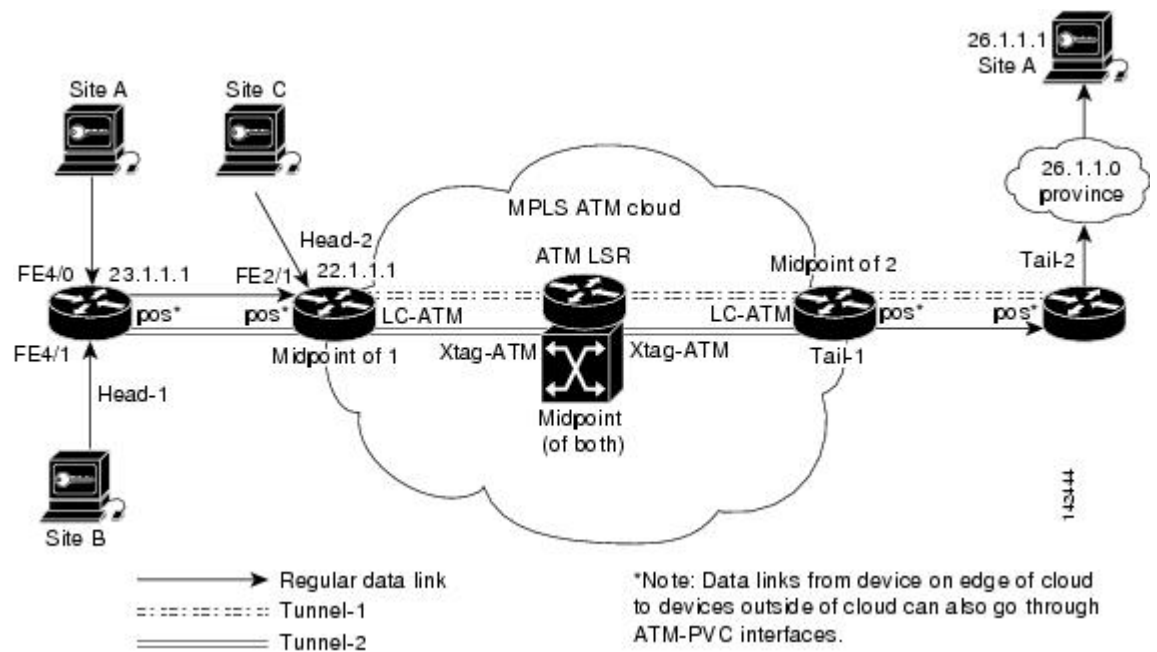 26.1.1.1
Site A
Site A
Site C
26.1.1.0
province
MPLS ATM cloud
Head-2
ATM LSR
Midpoint of 2
Tail-2
FE4/0
23.1.1.1
FE2/1
22.1.1.1
pos*
pos*
LC-ATM
LC-ATM
pos*
pos*
FE4/1
Midpoint of 1
Xtag-ATM
Xtag-ATM
Tail-1
Head-1
Midpoint
(of both)
Site B
142444
Regular data link
Tunnel-1
Tunnel-2
*Note: Data links from device on edge of cloud
to devices outside of cloud can also go through
ATM-PVC interfaces.